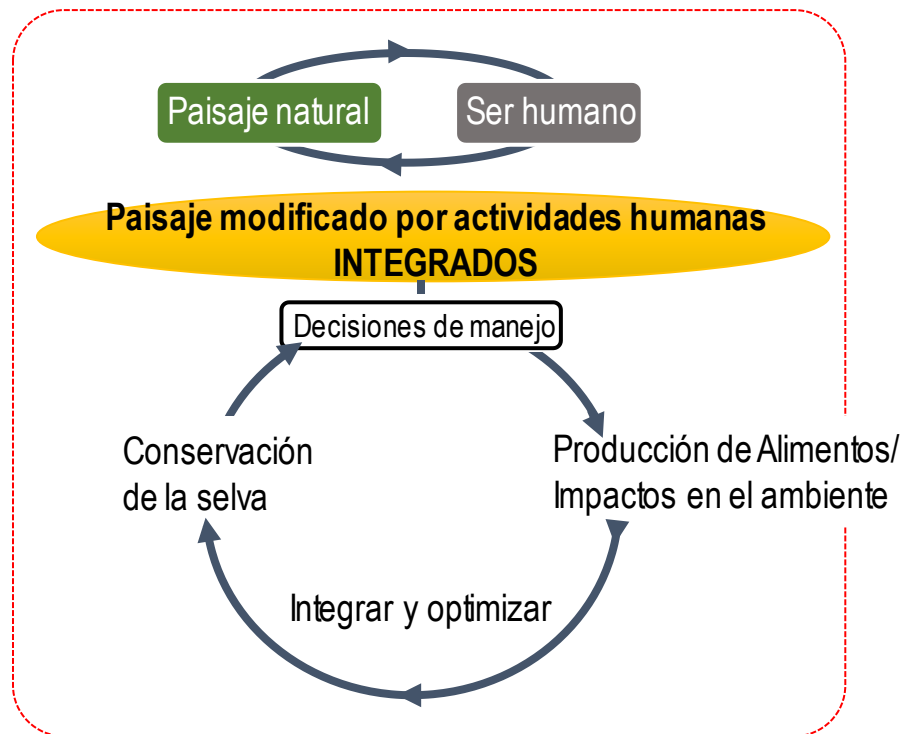 Paisaje natural
Ser humano
Paisaje modificado por actividades humanas
INTEGRADOS
Decisiones de manejo
Conservación
de la selva
Producción de Alimentos/
Impactos en el ambiente
Integrar y optimizar